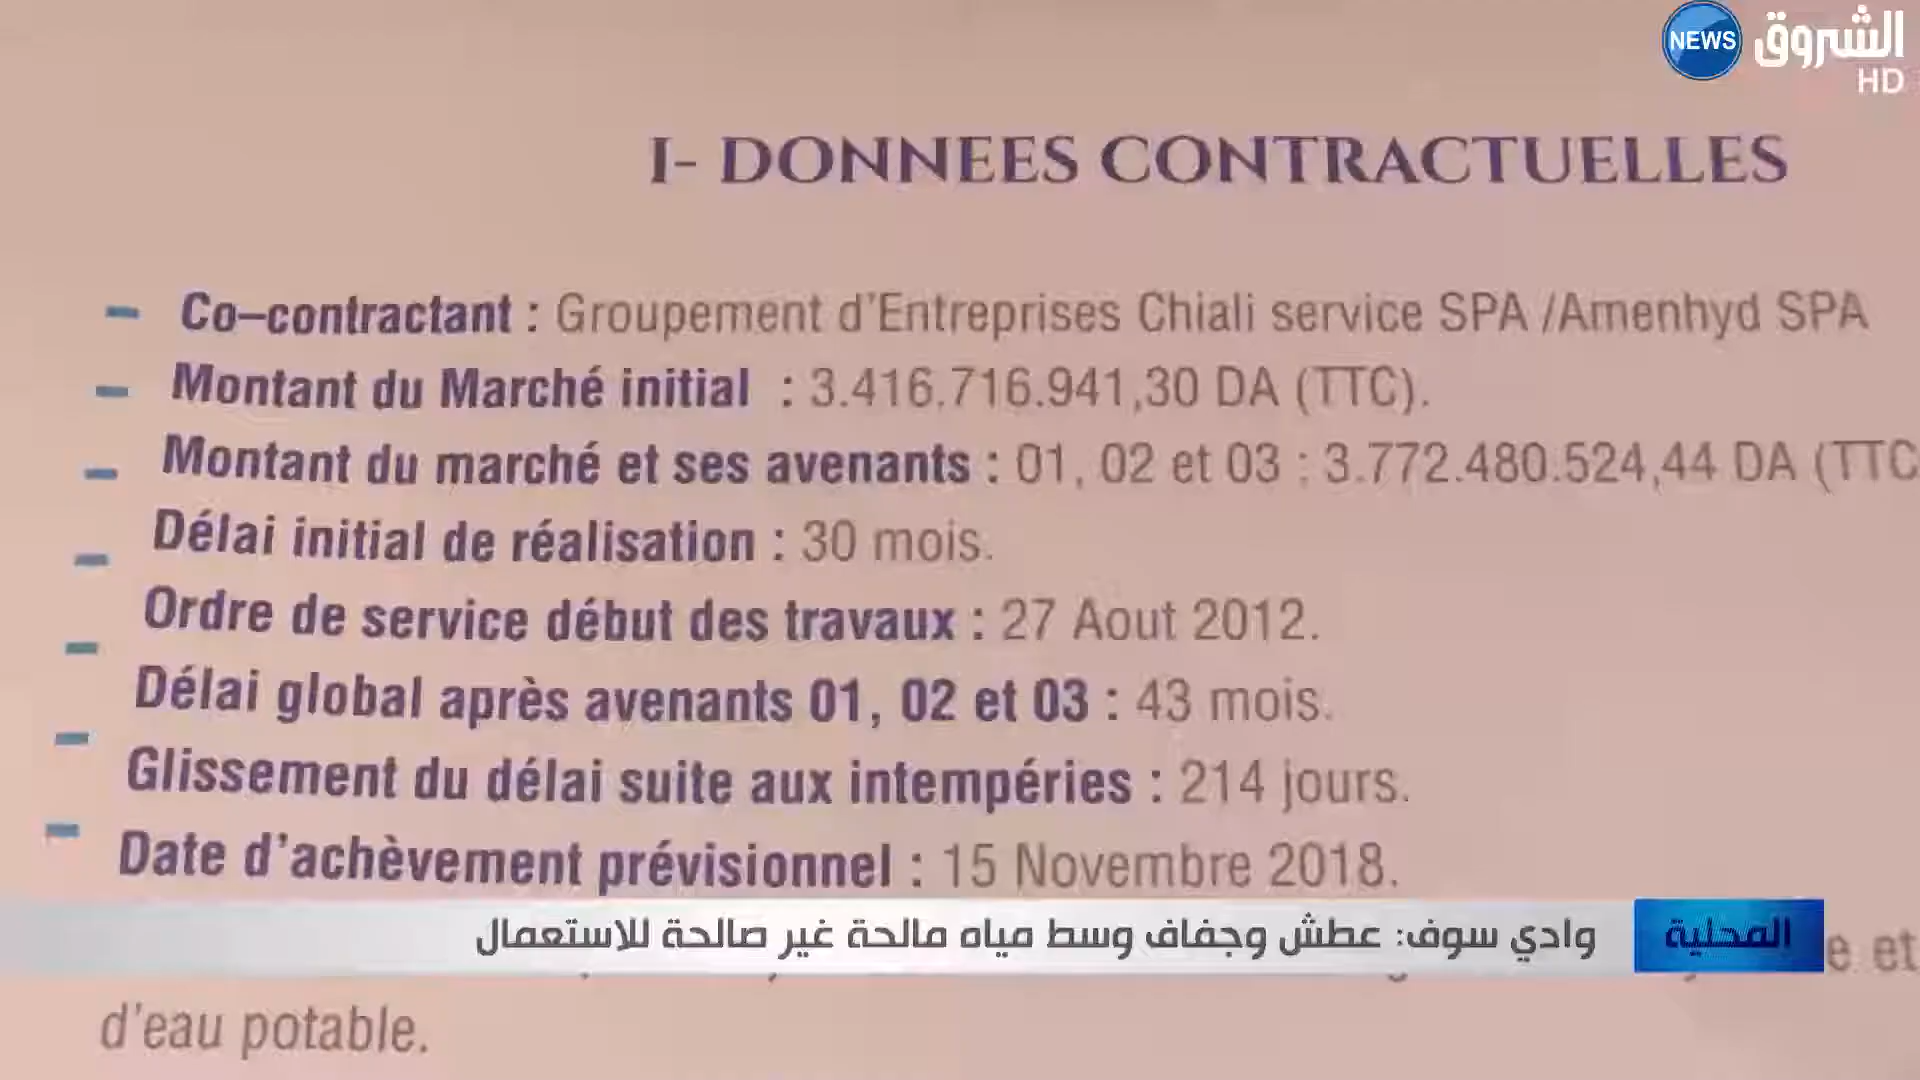 NEWS الشروق
HD
I- DONNEES CONTRACTUELLES
– Co–contractant : Groupement d'Entreprises Chiali service SPA /Amenhyd SPA
– Montant du Marché initial : 3.416.716.941,30 DA (TTC).
– Montant du marché et ses avenants : 01, 02 et 03 : 3.772.480.524,44 DA (TTC
– Délai initial de réalisation : 30 mois.
– Ordre de service début des travaux : 27 Aout 2012.
– Délai global après avenants 01, 02 et 03 : 43 mois.
– Glissement du délai suite aux intempéries : 214 jours.
– Date d'achèvement prévisionnel : 15 Novembre 2018.
المحلية وادي سوف: عطش وجفاف وسط مياه مالحة غير صالحة للاستعمال
et
d'eau potable.